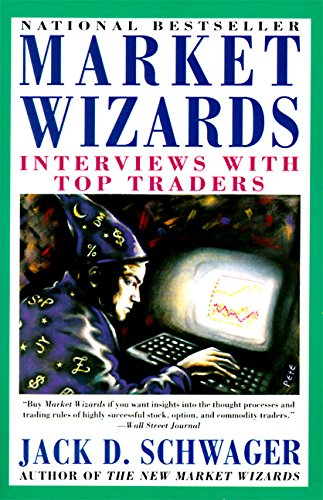 NATIONAL BESTSELLER
MARKET
WIZARDS
INTERVIEWS WITH
TOP TRADERS
Pete
"Buy Market Wizards if you want insights into the thought processes and
trading rules of highly successful stock, option, and commodity traders."
—Wall Street Journal
JACK D. SCHWAGER
AUTHOR OF THE NEW MARKET WIZARDS